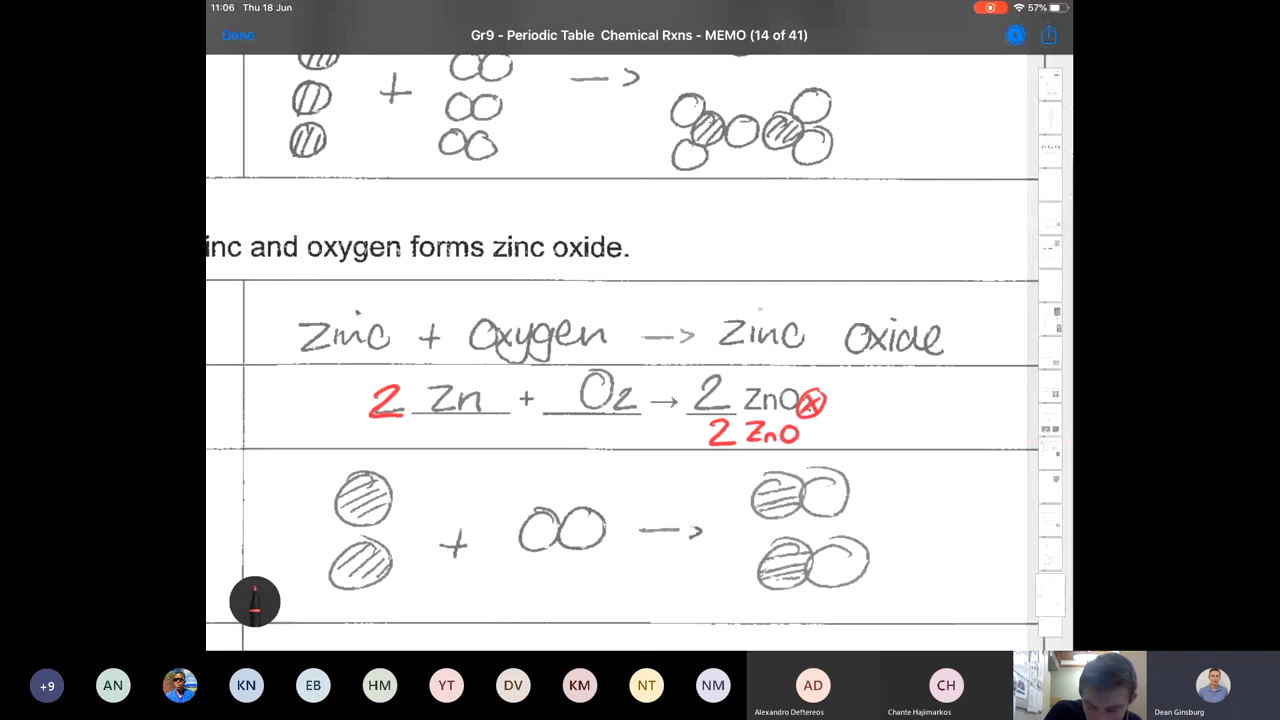 11:06 Thu 18 Jun
57%
Done
Gr9 - Periodic Table Chemical Rxns - MEMO (14 of 41)
+ →
inc and oxygen forms zinc oxide.
zinc + oxygen → zinc oxide
2 Zn + O2 → 2 ZnOx
2 ZnO
+ →
+9 AN KN EB HM YT DV KM NT NM AD CH
Alexandro Deftereos Chante Hajimarkos Dean Ginsburg